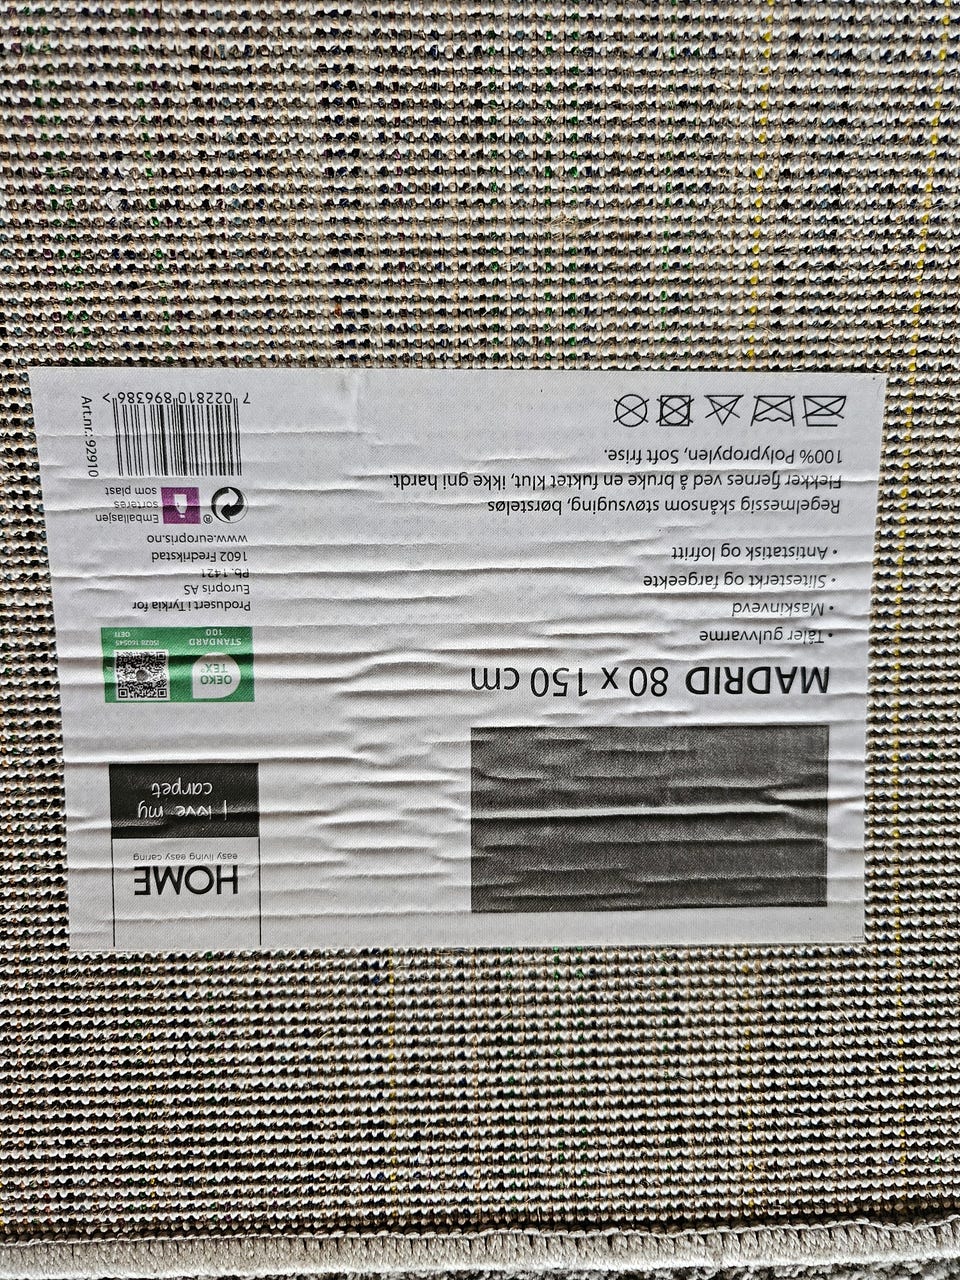 HOME
easy living easy caring
I love my
carpet
MADRID 80 x 150 cm
• Tåler gulvvarme
• Maskinvevd
• Slitesterkt og fargeekte
• Antistatisk og lofritt
Regelmessig skånsom støvsuging, børsteløs
Flekker fjernes ved å bruke en fuktet klut, ikke gni hardt.
100% Polypropylen, Soft frise.
OEKO
TEX®
STANDARD
100
OETI
Produsert i Tyrkia for
Europris AS
Pb. 1421
1602 Fredrikstad
www.europris.no
®
Emballasjen
sorteres
som plast
7 022810 896386 >
Art.nr.: 92910